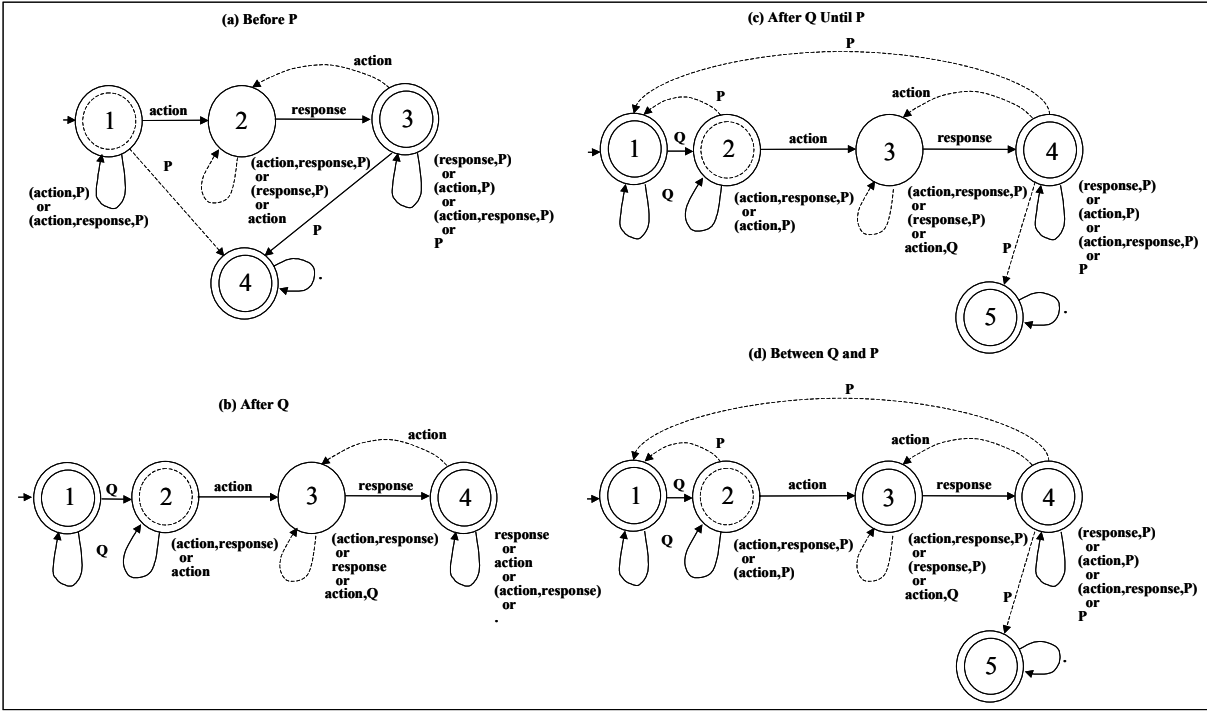 (a) Before P
action
1
action
2
response
3
P
(action,P)
or
(action,response,P)
(action,response,P)
or
(response,P)
or
action
(response,P)
or
(action,P)
or
(action,response,P)
or
P
P
4
.
(b) After Q
action
1
Q
2
action
3
response
4
Q
(action,response)
or
action
(action,response)
or
response
or
action,Q
response
or
action
or
(action,response)
or
.
(c) After Q Until P
P
P
action
1
Q
2
action
3
response
4
Q
(action,response,P)
or
(action,P)
(action,response,P)
or
(response,P)
or
action,Q
(response,P)
or
(action,P)
or
(action,response,P)
or
P
P
5
.
(d) Between Q and P
P
P
action
1
Q
2
action
3
response
4
Q
(action,response,P)
or
(action,P)
(action,response,P)
or
(response,P)
or
action,Q
(response,P)
or
(action,P)
or
(action,response,P)
or
P
P
5
.